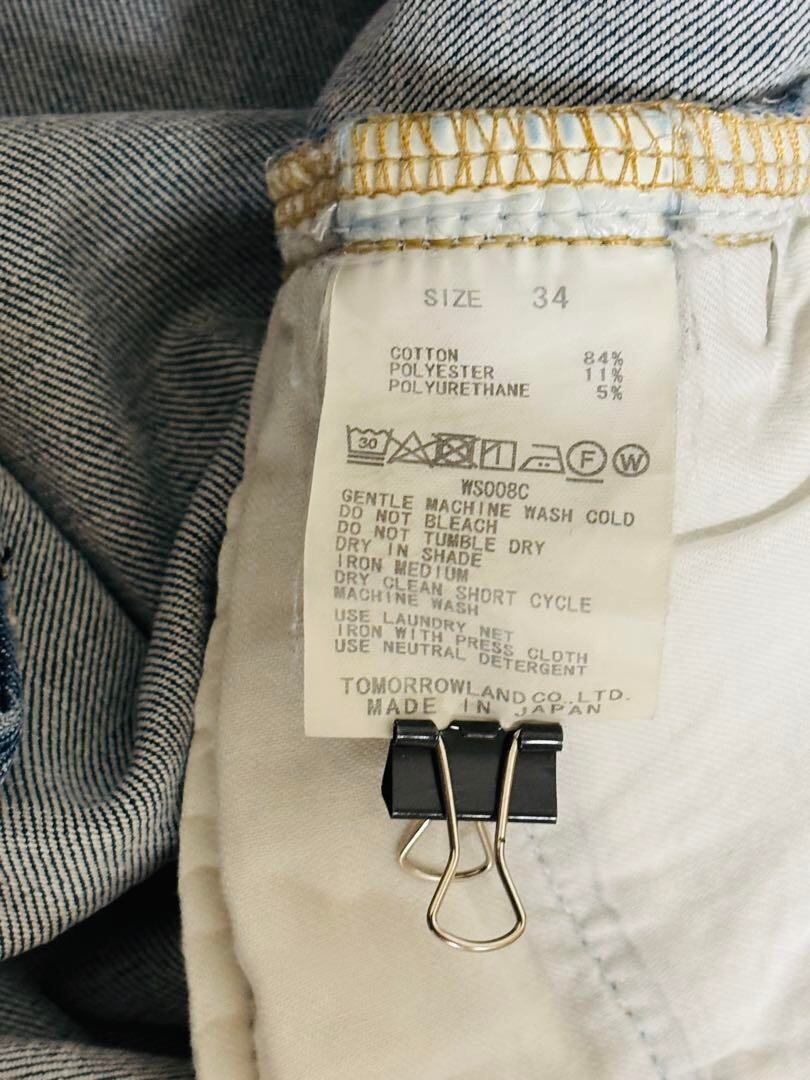 SIZE 34
COTTON 84%
POLYESTER 11%
POLYURETHANE 5%
30 F W
WS008C
GENTLE MACHINE WASH COLD
DO NOT BLEACH
DO NOT TUMBLE DRY
DRY IN SHADE
IRON MEDIUM
DRY CLEAN SHORT CYCLE
MACHINE WASH
USE LAUNDRY NET
IRON WITH PRESS CLOTH
USE NEUTRAL DETERGENT
TOMORROWLAND CO., LTD.
MADE IN JAPAN